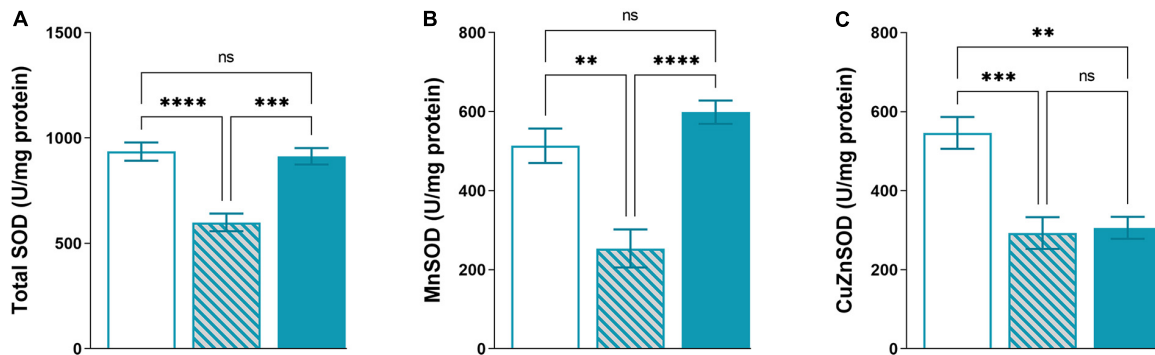 A
Total SOD (U/mg protein)
1500
1000
500
0
ns
****
***
B
MnSOD (U/mg protein)
800
600
400
200
0
ns
**
****
C
CuZnSOD (U/mg protein)
800
600
400
200
0
**
***
ns